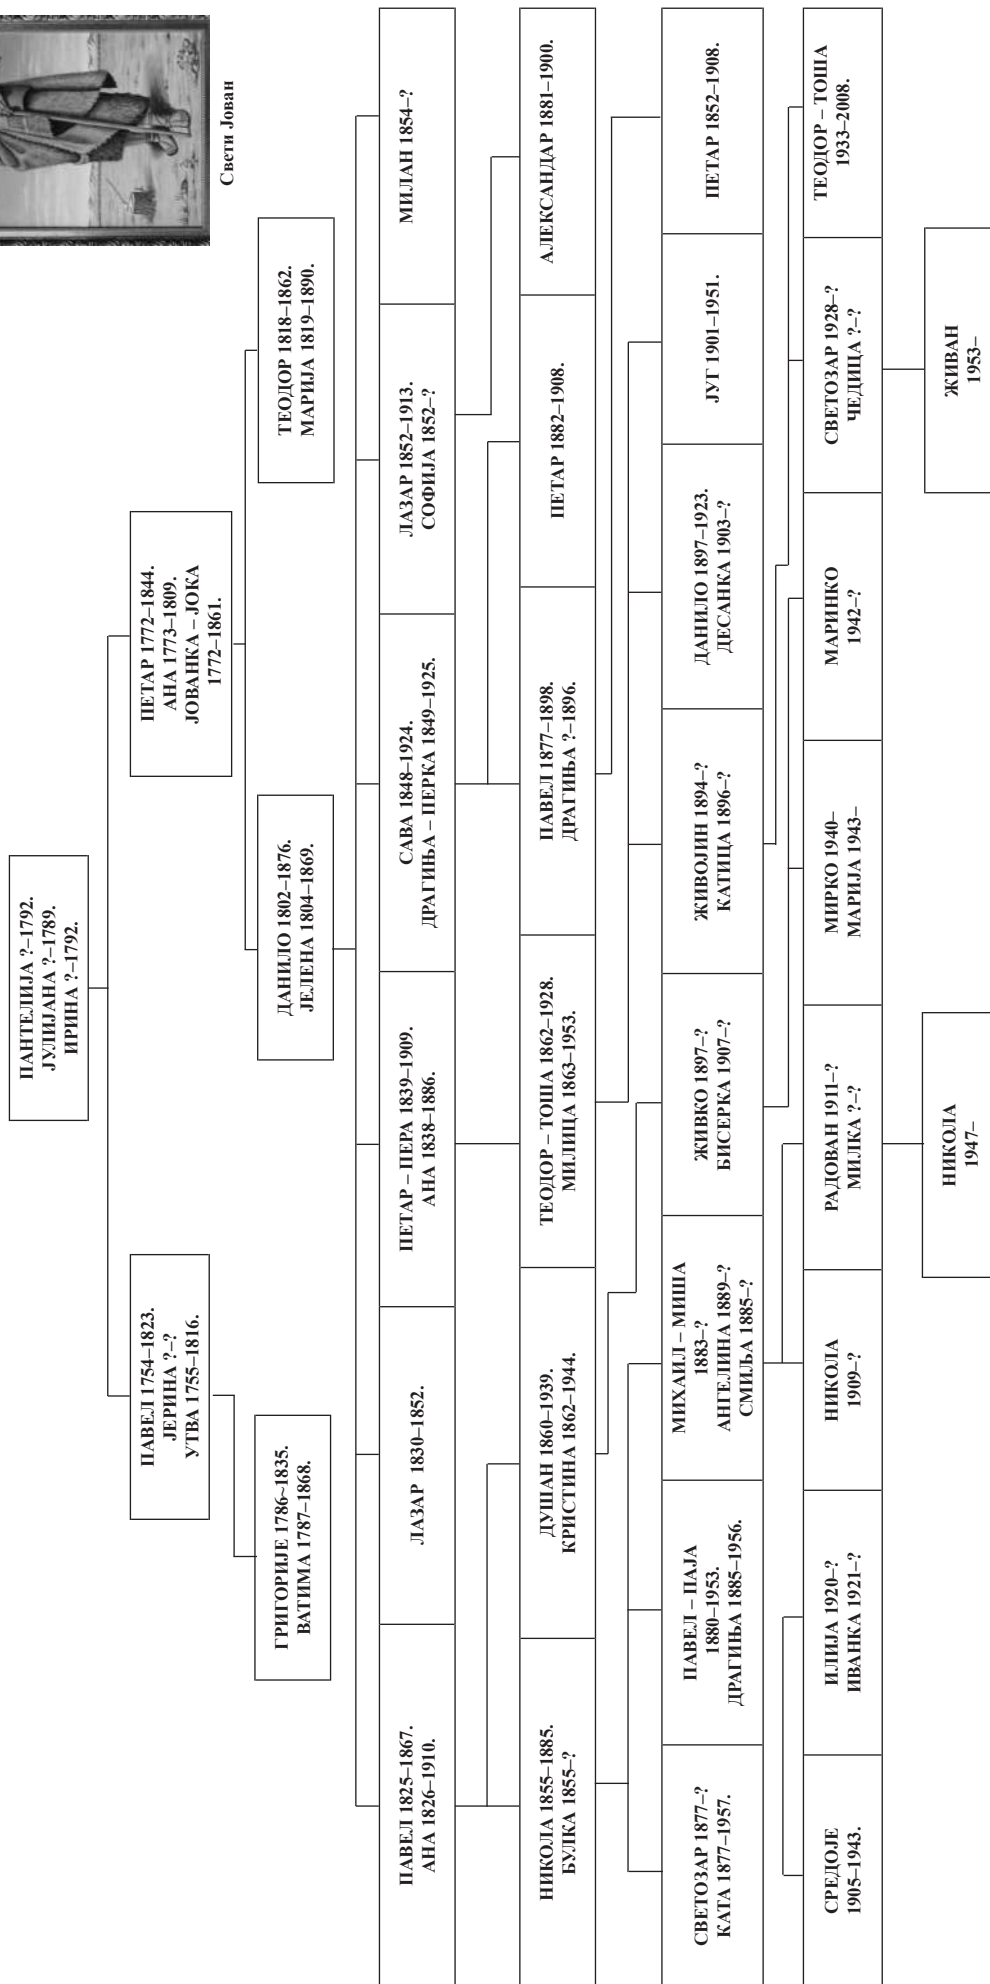 Свети Јован
ПАНТЕЛИЈА ?–1792.
ЈУЛИЈАНА ?–1789.
ИРИНА ?–1792.
ПАВЕЛ 1754–1823.
ЈЕРИНА ?–?
УТВА 1755–1816.
ПЕТАР 1772–1844.
АНА 1773–1809.
ЈОВАНКА – ЈОКА
1772–1861.
ГРИГОРИЈЕ 1786~1835.
ВАТИМА 1787–1868.
ДАНИЛО 1802–1876.
ЈЕЛЕНА 1804–1869.
ТЕОДОР 1818–1862.
МАРИЈА 1819–1890.
ПАВЕЛ 1825–1867.
АНА 1826–1910.
ЛАЗАР 1830–1852.
ПЕТАР – ПЕРА 1839–1909.
АНА 1838–1886.
САВА 1848–1924.
ДРАГИЊА – ПЕРКА 1849–1925.
ЛАЗАР 1852–1913.
СОФИЈА 1852–?
МИЛАН 1854–?
НИКОЛА 1855–1885.
БУЛКА 1855–?
ДУШАН 1860–1939.
КРИСТИНА 1862–1944.
ТЕОДОР – ТОША 1862–1928.
МИЛИЦА 1863–1953.
ПАВЕЛ 1877–1898.
ДРАГИЊА ?–1896.
ПЕТАР 1882–1908.
АЛЕКСАНДАР 1881–1900.
СВЕТОЗАР 1877–?
КАТА 1877–1957.
ПАВЕЛ – ПАЈА
1880–1953.
ДРАГИЊА 1885–1956.
МИХАИЛ – МИША
1883–?
АНГЕЛИНА 1889–?
СМИЉА 1885–?
ЖИВКО 1897–?
БИСЕРКА 1907–?
ЖИВОЈИН 1894–?
КАТИЦА 1896–?
ДАНИЛО 1897–1923.
ДЕСАНКА 1903–?
ЈУГ 1901–1951.
ПЕТАР 1852–1908.
СРЕДОЈЕ
1905–1943.
ИЛИЈА 1920–?
ИВАНКА 1921–?
НИКОЛА
1909–?
РАДОВАН 1911–?
МИЛКА ?–?
МИРКО 1940–
МАРИЈА 1943–
МАРИНКО
1942–?
СВЕТОЗАР 1928–?
ЧЕДИЦА ?–?
ТЕОДОР – ТОША
1933–2008.
НИКОЛА
1947–
ЖИВАН
1953–